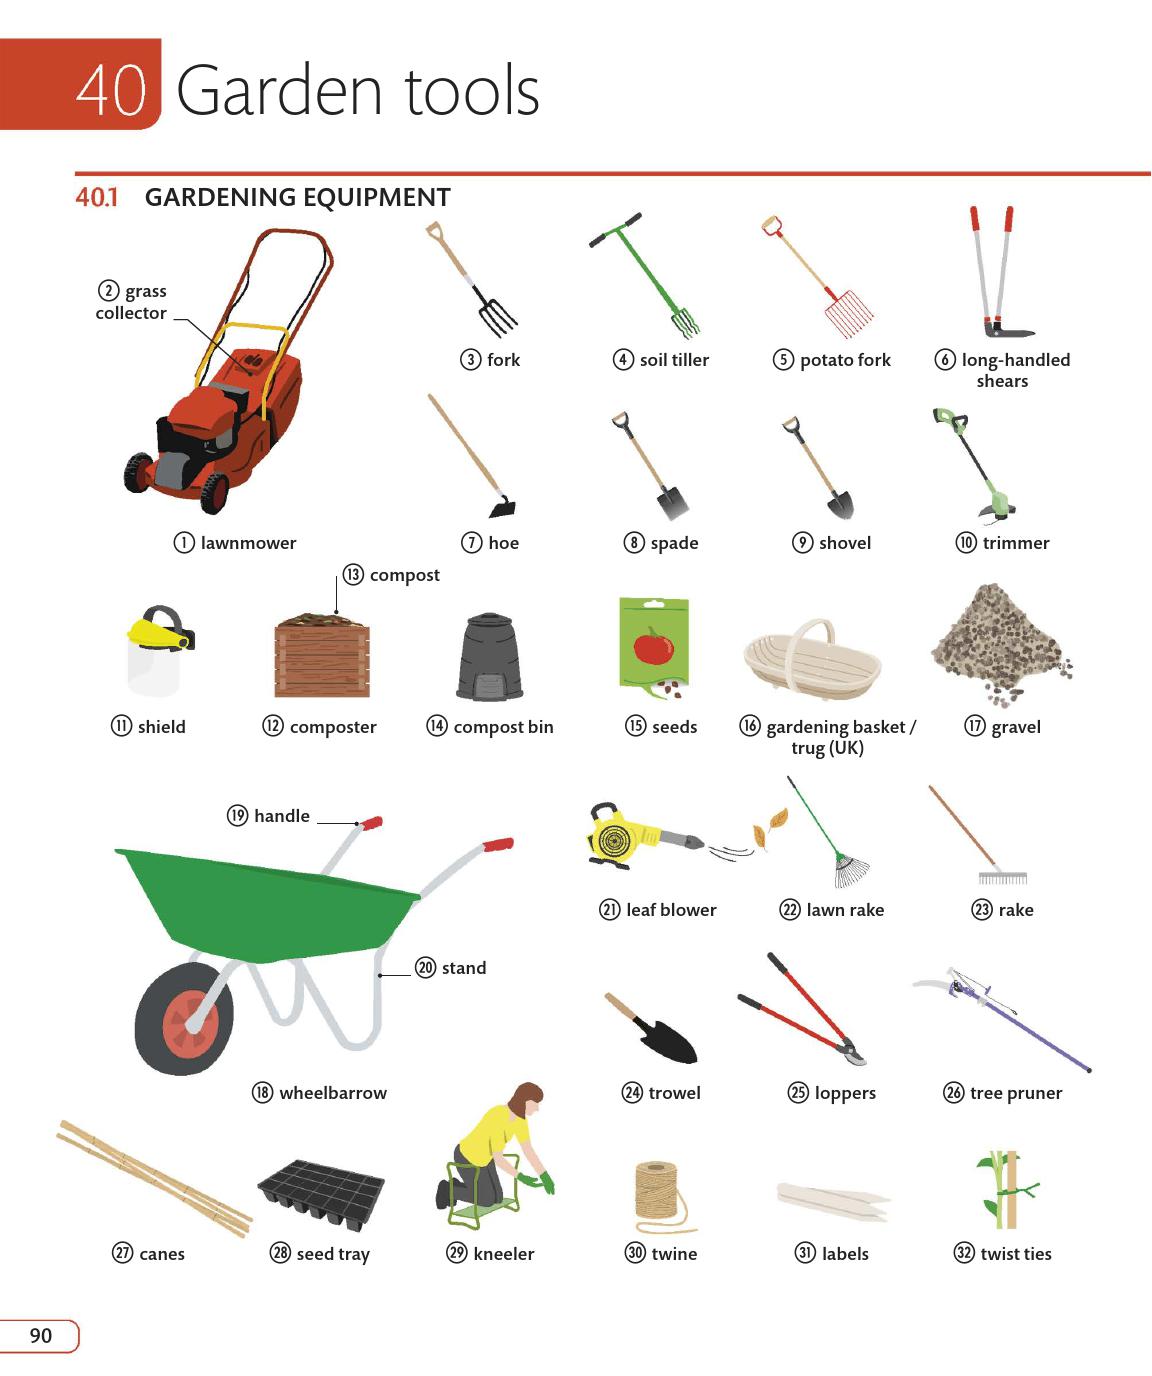 40 Garden tools
40.1 GARDENING EQUIPMENT
② grass
collector
③ fork
④ soil tiller
⑤ potato fork
⑥ long-handled
shears
① lawnmower
⑦ hoe
⑧ spade
⑨ shovel
⑩ trimmer
⑬ compost
⑪ shield
⑫ composter
⑭ compost bin
⑮ seeds
⑯ gardening basket /
trug (UK)
⑰ gravel
⑲ handle
㉑ leaf blower
㉒ lawn rake
㉓ rake
⑳ stand
⑱ wheelbarrow
㉔ trowel
㉕ loppers
㉖ tree pruner
㉗ canes
㉘ seed tray
㉙ kneeler
㉚ twine
㉛ labels
㉜ twist ties
90